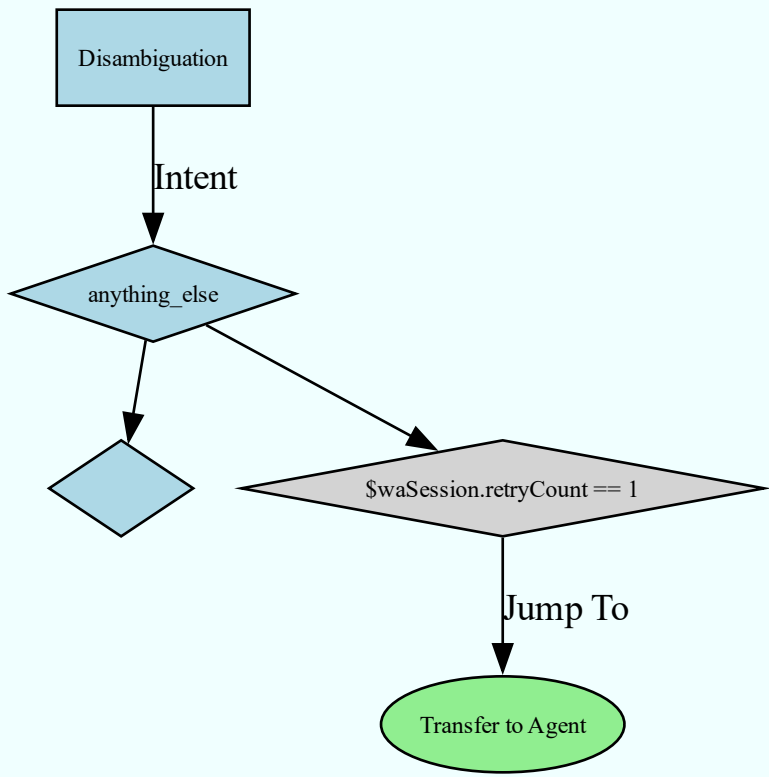 Disambiguation
Intent
anything_else
$waSession.retryCount == 1
Jump To
Transfer to Agent